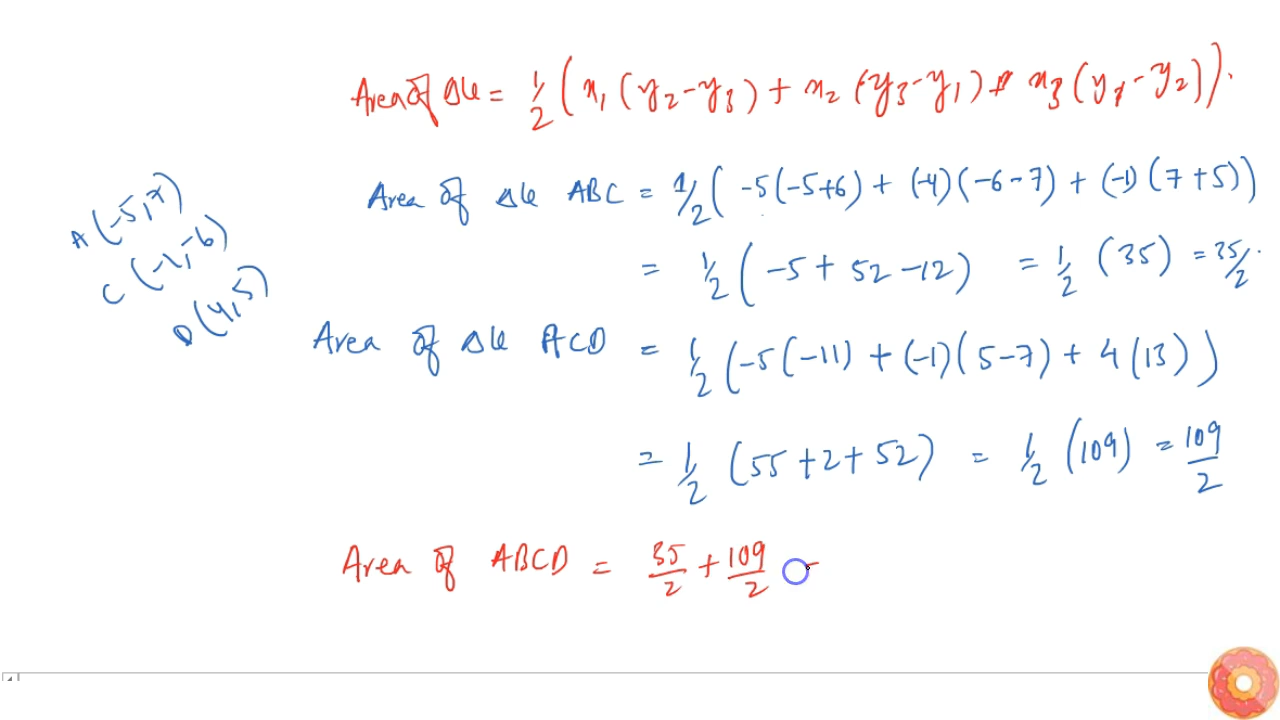 Area of Δle = 1/2 (x₁(y₂-y₃) + x₂(y₃-y₁) + x₃(y₁-y₂)).
Area of Δle ABC = 1/2 (-5(-5+6) + (-4)(-6-7) + (-1)(7+5))
= 1/2 (-5+52-12) = 1/2 (35) = 35/2.
A(-5,7)
C(-1,-6)
D(4,5)
Area of Δle ACD = 1/2 (-5(-11) + (-1)(5-7) + 4(13))
= 1/2 (55+2+52) = 1/2 (109) = 109/2
Area of ABCD = 35/2 + 109/2